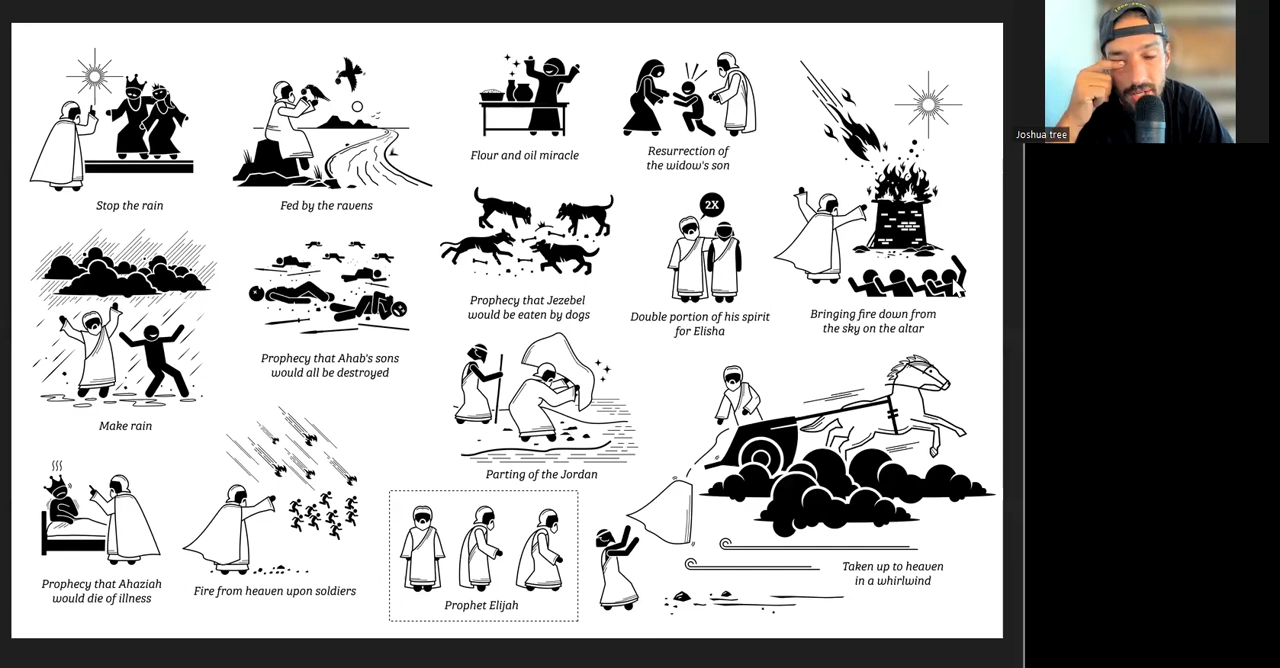 Joshua tree
Stop the rain
Fed by the ravens
Flour and oil miracle
Resurrection of
the widow's son
2X
Make rain
Prophecy that Ahab's sons
would all be destroyed
Prophecy that Jezebel
would be eaten by dogs
Double portion of his spirit
for Elisha
Bringing fire down from
the sky on the altar
Parting of the Jordan
Prophecy that Ahaziah
would die of illness
Fire from heaven upon soldiers
Prophet Elijah
Taken up to heaven
in a whirlwind